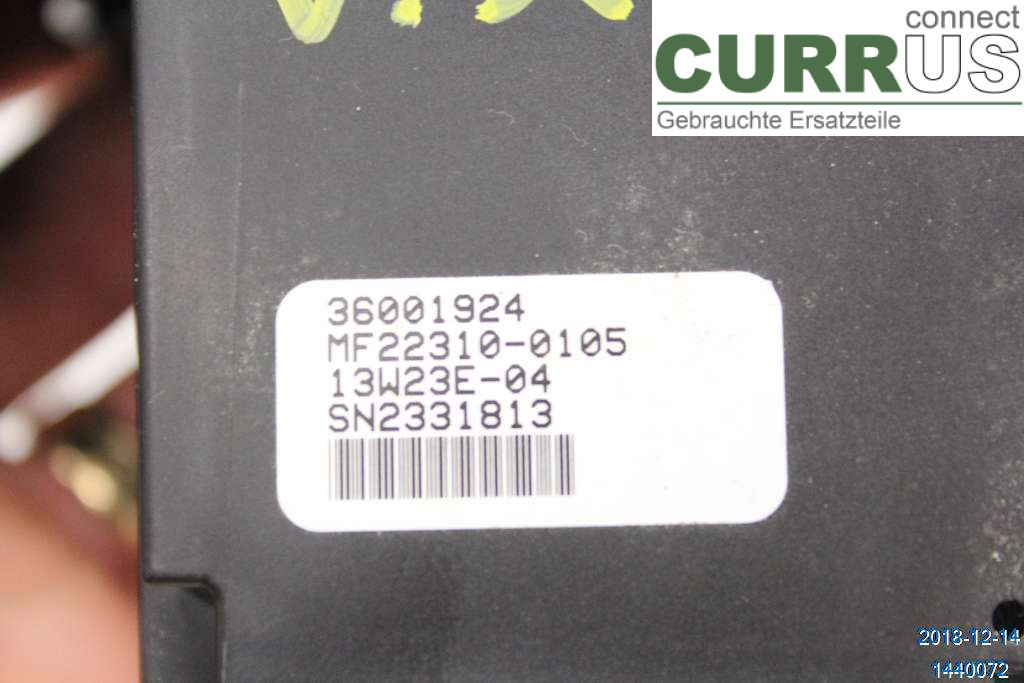 connect
CURRUS
Gebrauchte Ersatzteile
36001924
MF22310-0105
13W23E-04
SN2331813
2018-12-14
1440072